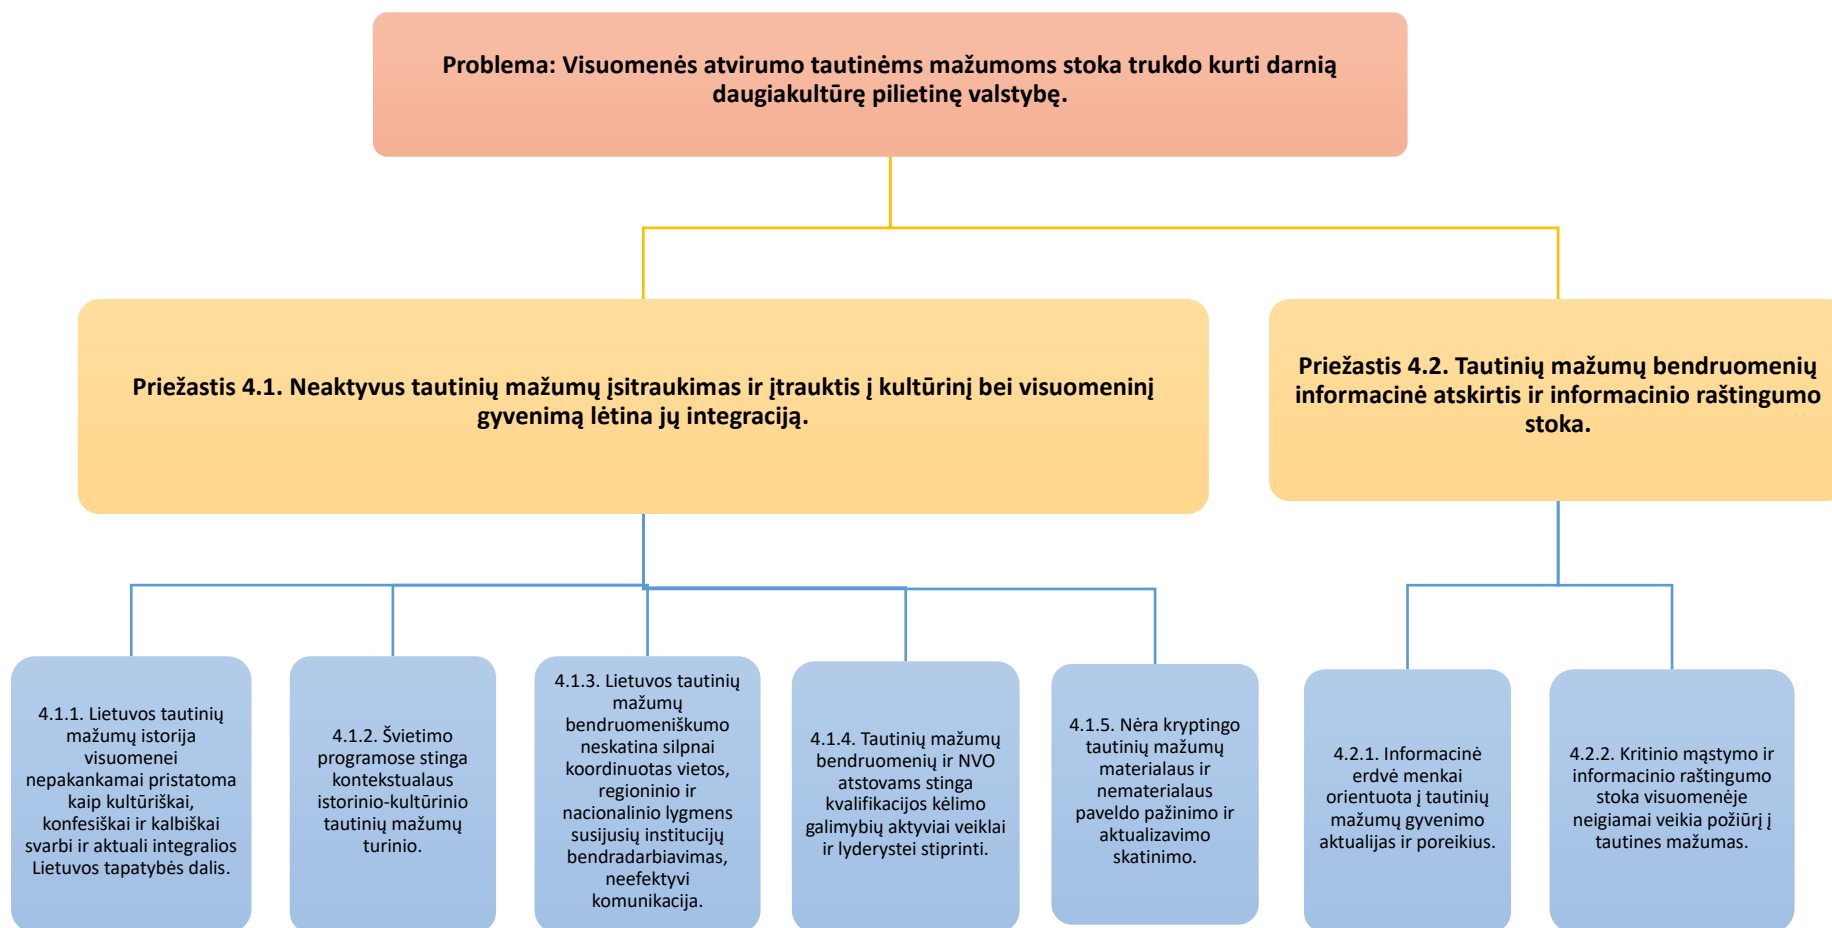 Problema: Visuomenės atvirumo tautinėms mažumoms stoka trukdo kurti darnią
daugiakultūrę pilietinę valstybę.
Priežastis 4.1. Neaktyvus tautinių mažumų įsitraukimas ir įtrauktis į kultūrinį bei visuomeninį
gyvenimą lėtina jų integraciją.
Priežastis 4.2. Tautinių mažumų bendruomenių
informacinė atskirtis ir informacinio raštingumo
stoka.
4.1.1. Lietuvos tautinių
mažumų istorija
visuomenei
nepakankamai pristatoma
kaip kultūriškai,
konfesiškai ir kalbiškai
svarbi ir aktuali integralios
Lietuvos tapatybės dalis.
4.1.2. Švietimo
programose stinga
kontekstualaus
istorinio-kultūrinio
tautinių mažumų
turinio.
4.1.3. Lietuvos tautinių
mažumų
bendruomeniškumo
neskatina silpnai
koordinuotas vietos,
regioninio ir
nacionalinio lygmens
susijusių institucijų
bendradarbiavimas,
neefektyvi
komunikacija.
4.1.4. Tautinių mažumų
bendruomenių ir NVO
atstovams stinga
kvalifikacijos kėlimo
galimybių aktyviai veiklai
ir lyderystei stiprinti.
4.1.5. Nėra kryptingo
tautinių mažumų
materialaus ir
nematerialaus
paveldo pažinimo ir
aktualizavimo
skatinimo.
4.2.1. Informacinė
erdvė menkai
orientuota į tautinių
mažumų gyvenimo
aktualijas ir poreikius.
4.2.2. Kritinio mąstymo ir
informacinio raštingumo
stoka visuomenėje
neigiamai veikia požiūrį į
tautines mažumas.